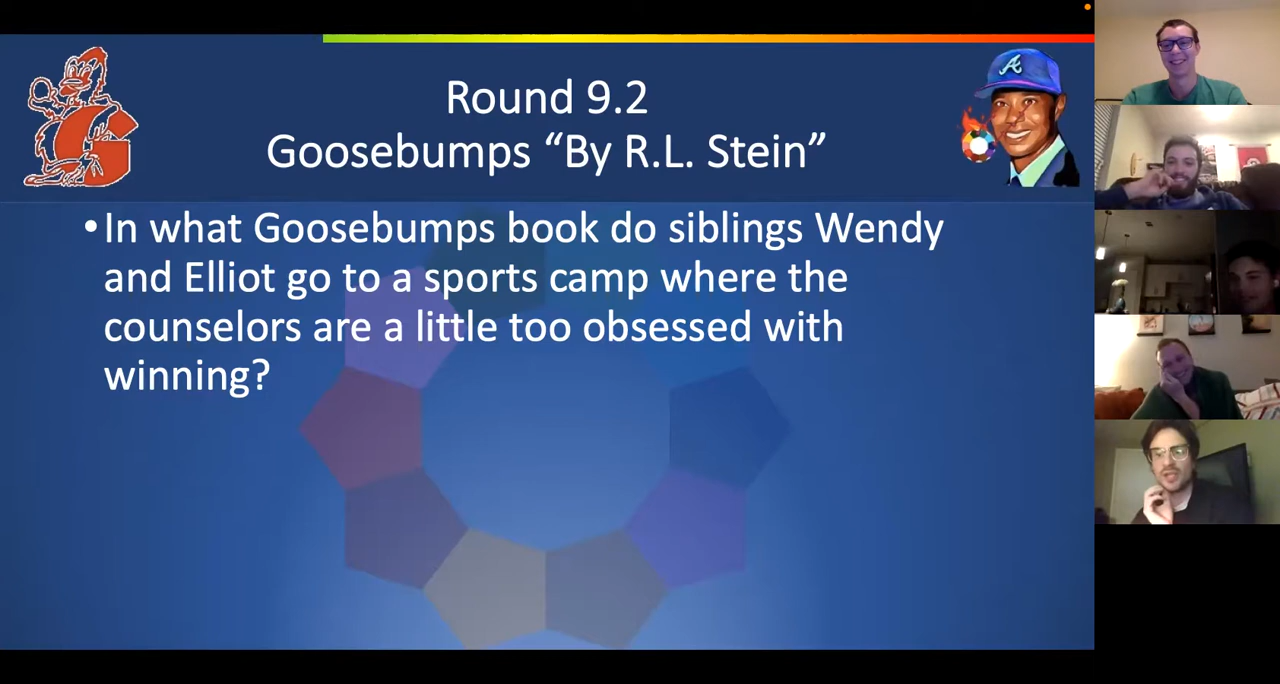 Round 9.2
Goosebumps “By R.L. Stein”
•In what Goosebumps book do siblings Wendy
and Elliot go to a sports camp where the
counselors are a little too obsessed with
winning?
G
A